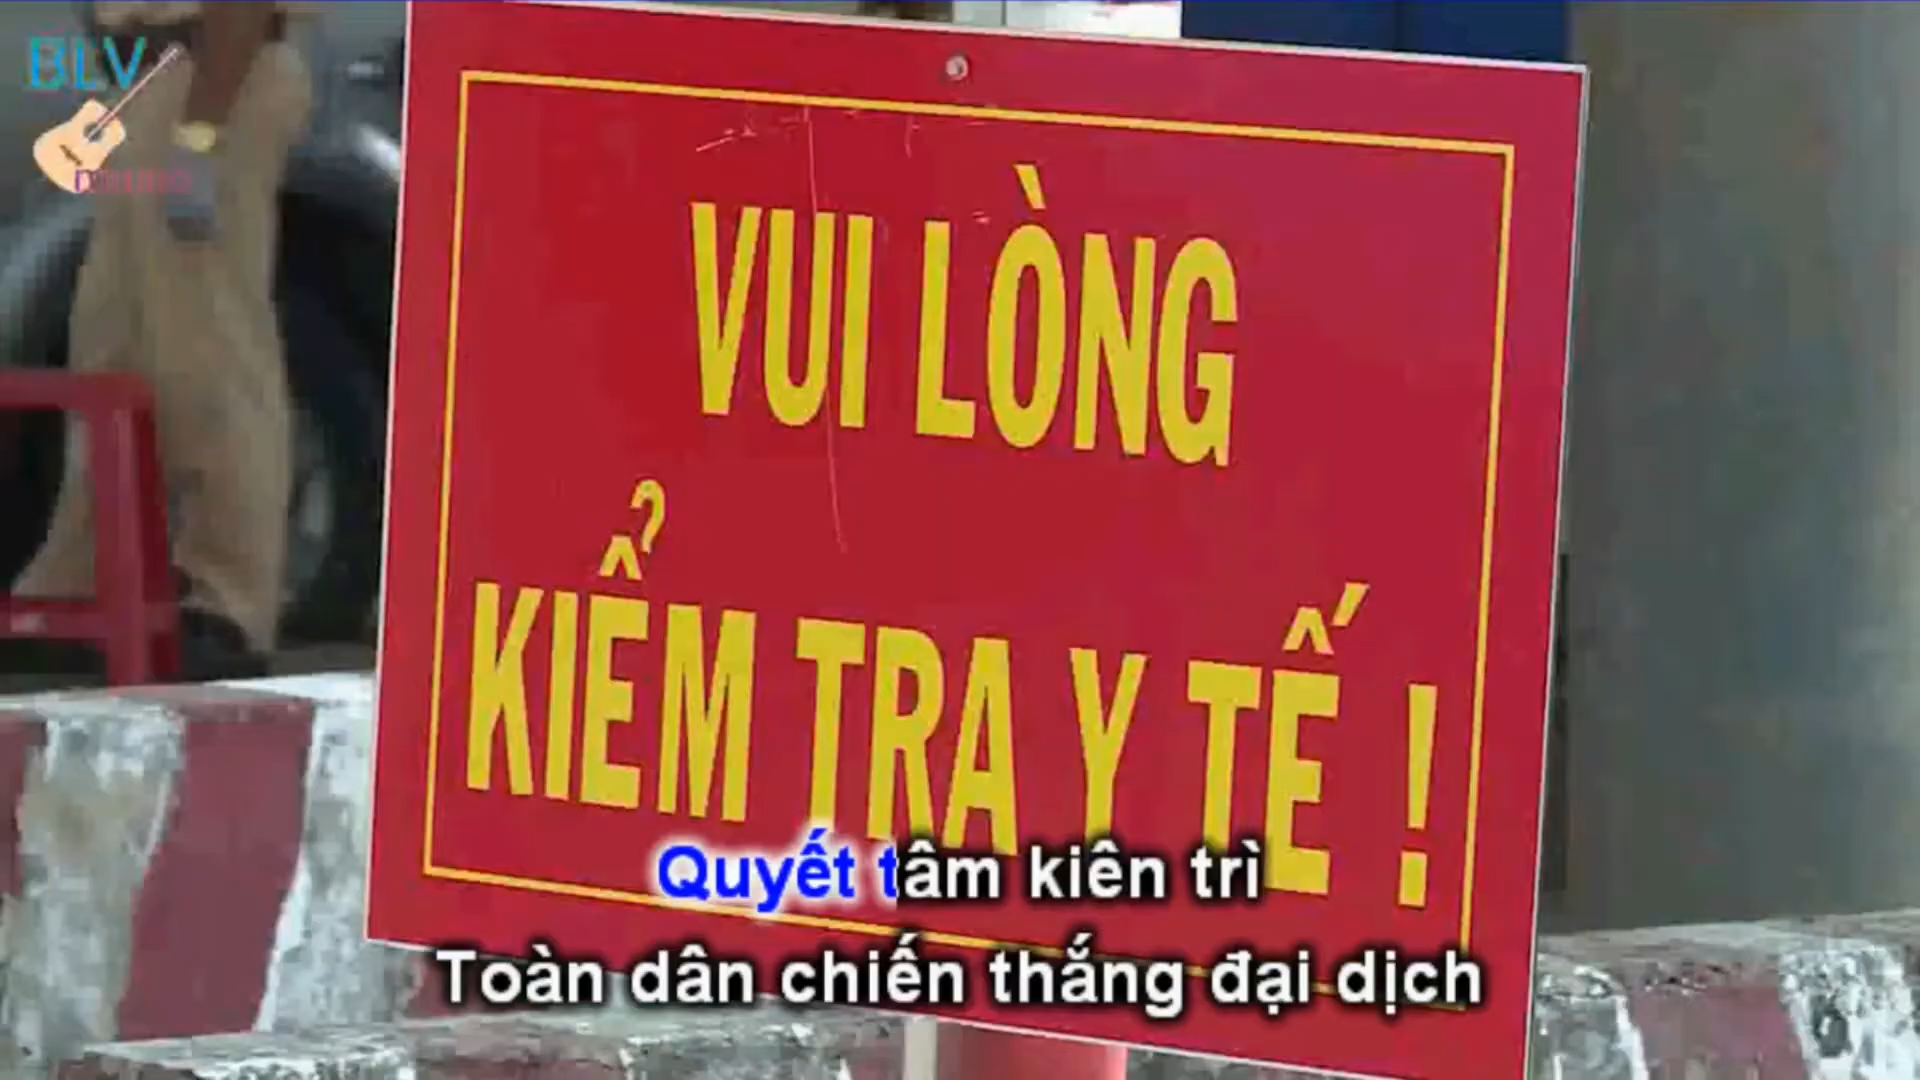 BLV
VUI LÒNG
KIỂM TRA Y TẾ !
Quyết tâm kiên trì
Toàn dân chiến thắng đại dịch